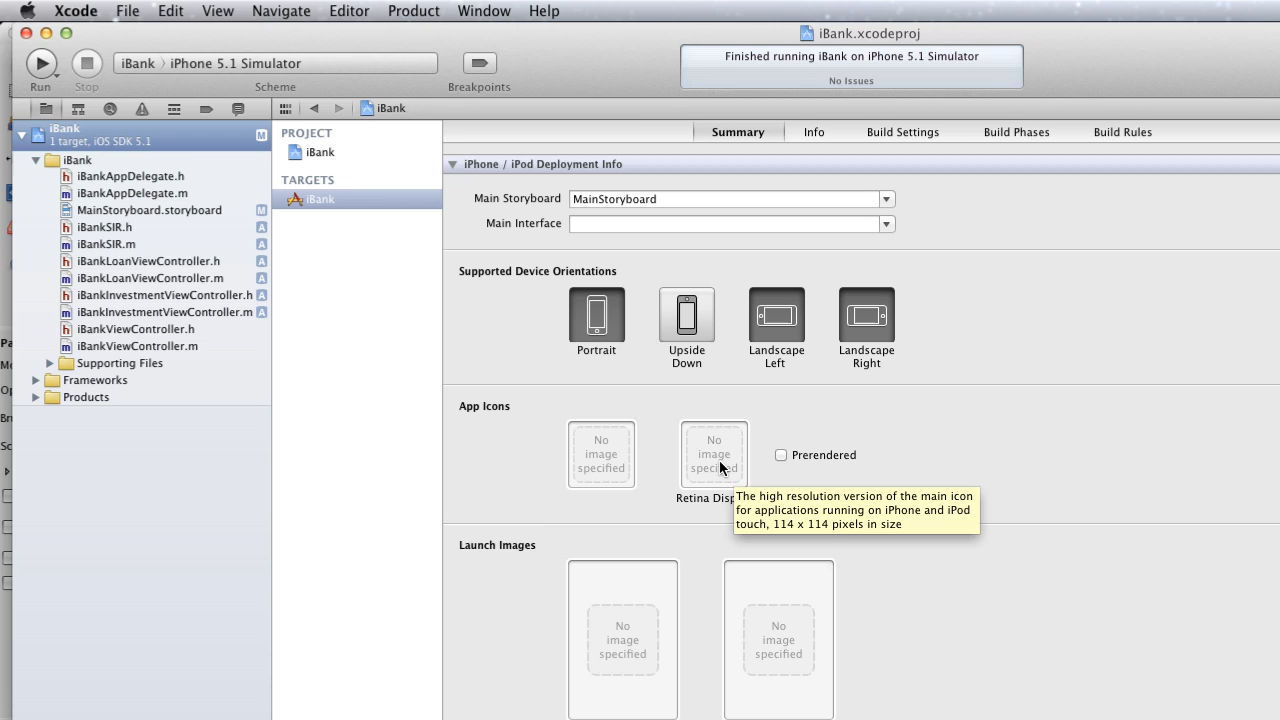 Xcode File Edit View Navigate Editor Product Window Help
iBank.xcodeproj
iBank 〉 iPhone 5.1 Simulator
Finished running iBank on iPhone 5.1 Simulator
No Issues
Run Stop Scheme Breakpoints
iBank
iBank
1 target, iOS SDK 5.1
M
iBank
iBankAppDelegate.h
iBankAppDelegate.m
MainStoryboard.storyboard M
iBankSIR.h A
iBankSIR.m A
iBankLoanViewController.h A
iBankLoanViewController.m A
iBankInvestmentViewController.h A
iBankInvestmentViewController.m A
iBankViewController.h
iBankViewController.m
Supporting Files
Frameworks
Products
PROJECT
iBank
TARGETS
iBank
Summary Info Build Settings Build Phases Build Rules
iPhone / iPod Deployment Info
Main Storyboard MainStoryboard
Main Interface
Supported Device Orientations
Portrait
Upside
Down
Landscape
Left
Landscape
Right
App Icons
No
image
specified
No
image
specified
Prerendered
Retina Disp
The high resolution version of the main icon
for applications running on iPhone and iPod
touch, 114 x 114 pixels in size
Launch Images
No
image
specified
No
image
specified